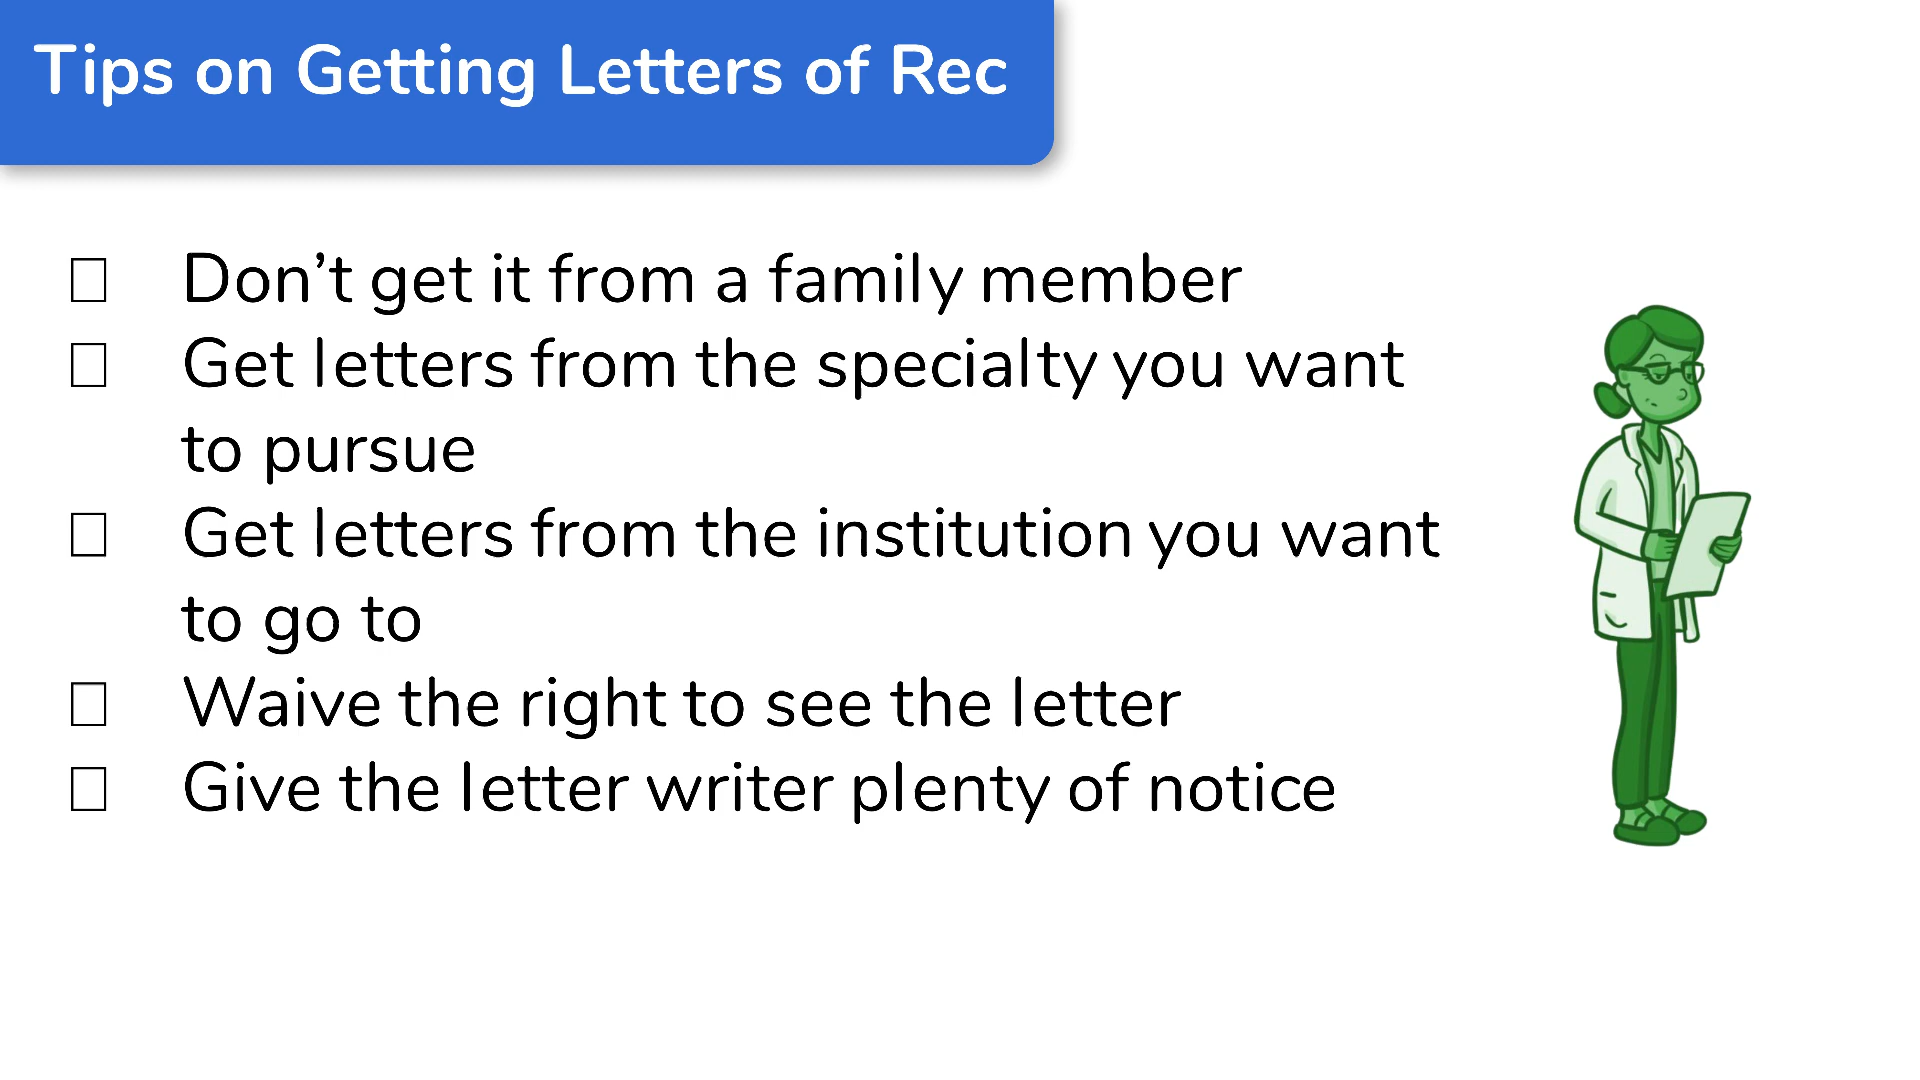 Tips on Getting Letters of Rec
Don’t get it from a family member
Get letters from the specialty you want
to pursue
Get letters from the institution you want
to go to
Waive the right to see the letter
Give the letter writer plenty of notice